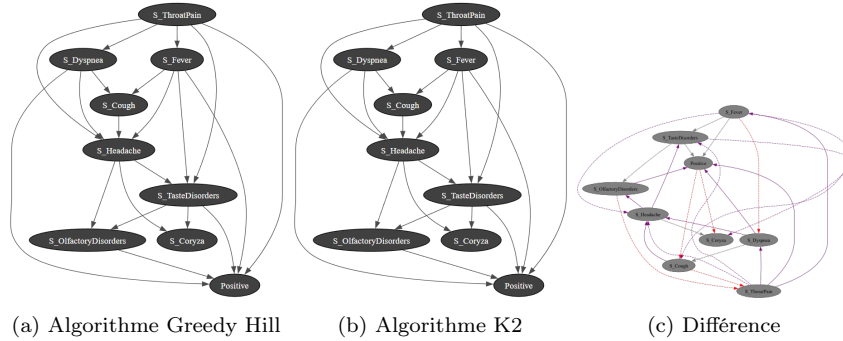 S_ThroatPain
S_Dyspnea
S_Fever
S_Cough
S_Headache
S_TasteDisorders
S_OlfactoryDisorders
S_Coryza
Positive
(a) Algorithme Greedy Hill
S_ThroatPain
S_Dyspnea
S_Fever
S_Cough
S_Headache
S_TasteDisorders
S_OlfactoryDisorders
S_Coryza
Positive
(b) Algorithme K2
S_Fever
S_TasteDisorders
Positive
S_OlfactoryDisorders
S_Headache
S_Coryza
S_Dyspnea
S_Cough
S_ThroatPain
(c) Différence